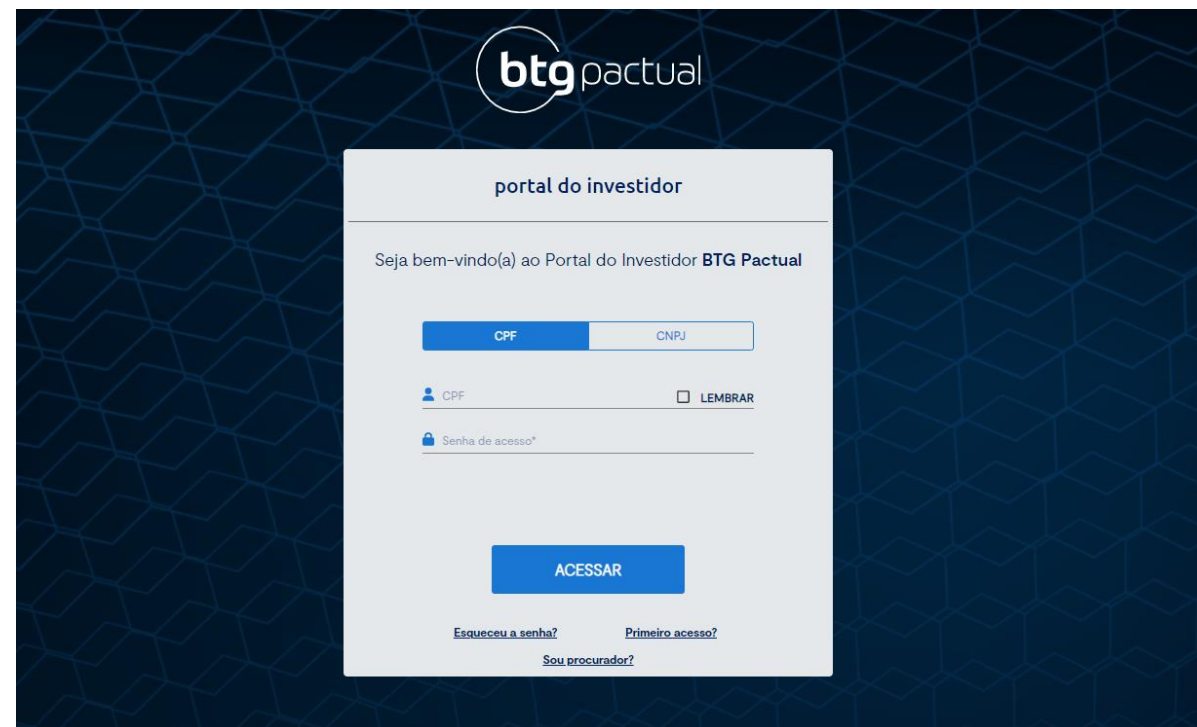 btg pactual
portal do investidor
Seja bem-vindo(a) ao Portal do Investidor BTG Pactual
CPF CNPJ
CPF LEMBRAR
Senha de acesso*
ACESSAR
Esqueceu a senha? Primeiro acesso?
Sou procurador?